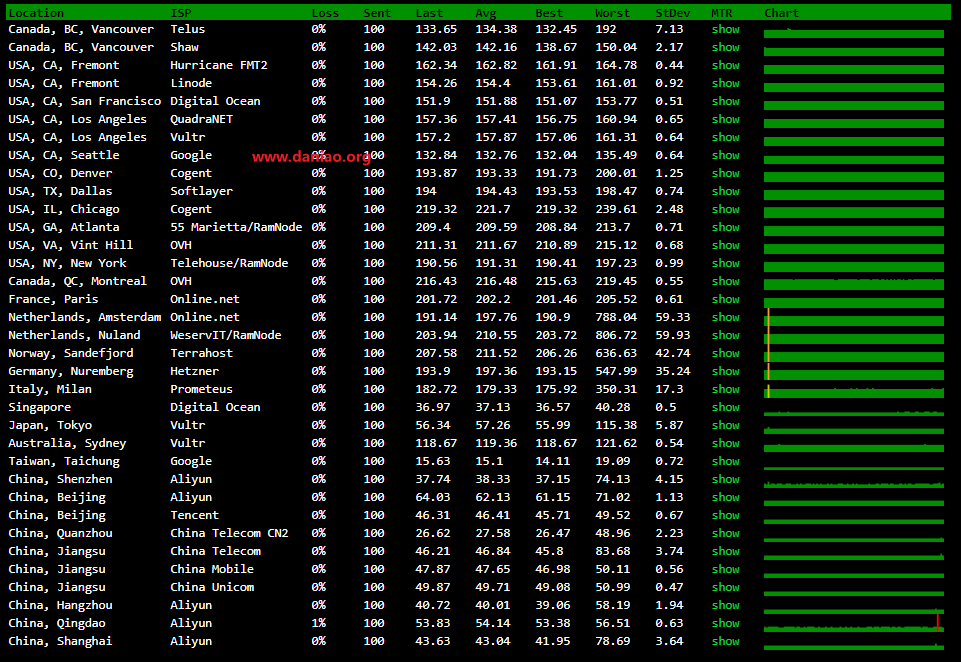 Location ISP Loss Sent Last Avg Best Worst StDev MTR Chart
Canada, BC, Vancouver Telus 0% 100 133.65 134.38 132.45 192 7.13 show
Canada, BC, Vancouver Shaw 0% 100 142.03 142.16 138.67 150.04 2.17 show
USA, CA, Fremont Hurricane FMT2 0% 100 162.34 162.82 161.91 164.78 0.44 show
USA, CA, Fremont Linode 0% 100 154.26 154.4 153.61 161.01 0.92 show
USA, CA, San Francisco Digital Ocean 0% 100 151.9 151.88 151.07 153.77 0.51 show
USA, CA, Los Angeles QuadraNET 0% 100 157.36 157.41 156.75 160.94 0.65 show
USA, CA, Los Angeles Vultr 0% 100 157.2 157.87 157.06 161.31 0.64 show
USA, CA, Seattle Google 0% 100 132.84 132.76 132.04 135.49 0.64 show
www.damao.org
USA, CO, Denver Cogent 0% 100 193.87 193.33 191.73 200.01 1.25 show
USA, TX, Dallas Softlayer 0% 100 194 194.43 193.53 198.47 0.74 show
USA, IL, Chicago Cogent 0% 100 219.32 221.7 219.32 239.61 2.48 show
USA, GA, Atlanta 55 Marietta/RamNode 0% 100 209.4 209.59 208.84 213.7 0.71 show
USA, VA, Vint Hill OVH 0% 100 211.31 211.67 210.89 215.12 0.68 show
USA, NY, New York Telehouse/RamNode 0% 100 190.56 191.31 190.41 197.23 0.99 show
Canada, QC, Montreal OVH 0% 100 216.43 216.48 215.63 219.45 0.55 show
France, Paris Online.net 0% 100 201.72 202.2 201.46 205.52 0.61 show
Netherlands, Amsterdam Online.net 0% 100 191.14 197.76 190.9 788.04 59.33 show
Netherlands, Nuland WeservIT/RamNode 0% 100 203.94 210.55 203.72 806.72 59.93 show
Norway, Sandefjord Terrahost 0% 100 207.58 211.52 206.26 636.63 42.74 show
Germany, Nuremberg Hetzner 0% 100 193.9 197.36 193.15 547.99 35.24 show
Italy, Milan Prometeus 0% 100 182.72 179.33 175.92 350.31 17.3 show
Singapore Digital Ocean 0% 100 36.97 37.13 36.57 40.28 0.5 show
Japan, Tokyo Vultr 0% 100 56.34 57.26 55.99 115.38 5.87 show
Australia, Sydney Vultr 0% 100 118.67 119.36 118.67 121.62 0.54 show
Taiwan, Taichung Google 0% 100 15.63 15.1 14.11 19.09 0.72 show
China, Shenzhen Aliyun 0% 100 37.74 38.33 37.15 74.13 4.15 show
China, Beijing Aliyun 0% 100 64.03 62.13 61.15 71.02 1.13 show
China, Beijing Tencent 0% 100 46.31 46.41 45.71 49.52 0.67 show
China, Quanzhou China Telecom CN2 0% 100 26.62 27.58 26.47 48.96 2.23 show
China, Jiangsu China Telecom 0% 100 46.21 46.84 45.8 83.68 3.74 show
China, Jiangsu China Mobile 0% 100 47.87 47.65 46.98 50.11 0.56 show
China, Jiangsu China Unicom 0% 100 49.87 49.71 49.08 50.99 0.47 show
China, Hangzhou Aliyun 0% 100 40.72 40.01 39.06 58.19 1.94 show
China, Qingdao Aliyun 1% 100 53.83 54.14 53.38 56.51 0.63 show
China, Shanghai Aliyun 0% 100 43.63 43.04 41.95 78.69 3.64 show